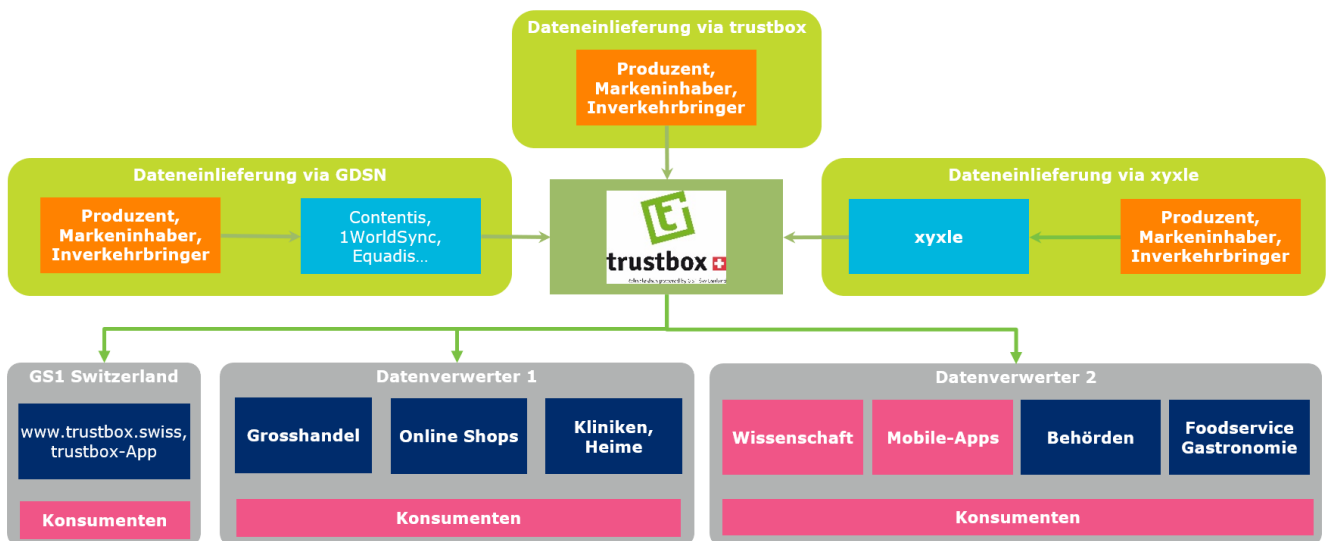 Dateneinlieferung via trustbox
Produzent,
Markeninhaber,
Inverkehrbringer
Dateneinlieferung via GDSN
Produzent,
Markeninhaber,
Inverkehrbringer
Contentis,
1WorldSync,
Equadis...
trustbox
Dateneinlieferung via xyxle
xyxle
Produzent,
Markeninhaber,
Inverkehrbringer
GS1 Switzerland
www.trustbox.swiss,
trustbox-App
Konsumenten
Datenverwerter 1
Grosshandel
Online Shops
Kliniken,
Heime
Konsumenten
Datenverwerter 2
Wissenschaft
Mobile-Apps
Behörden
Foodservice
Gastronomie
Konsumenten